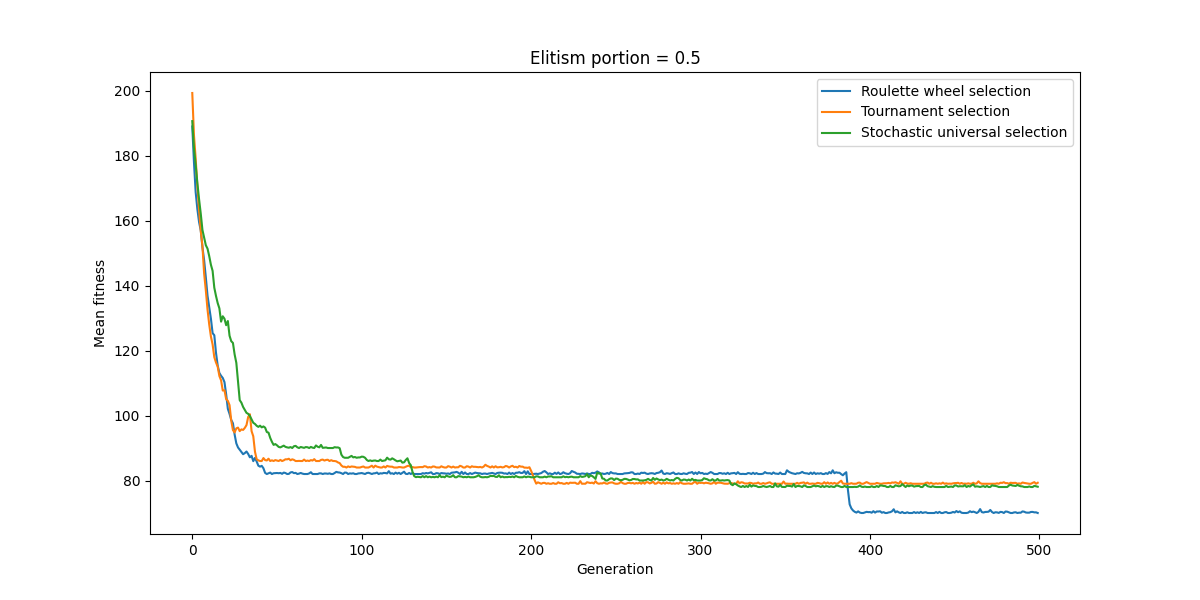 Elitism portion = 0.5
Roulette wheel selection
Tournament selection
Stochastic universal selection
Mean fitness
200
180
160
140
120
100
80
0
100
200
300
400
500
Generation